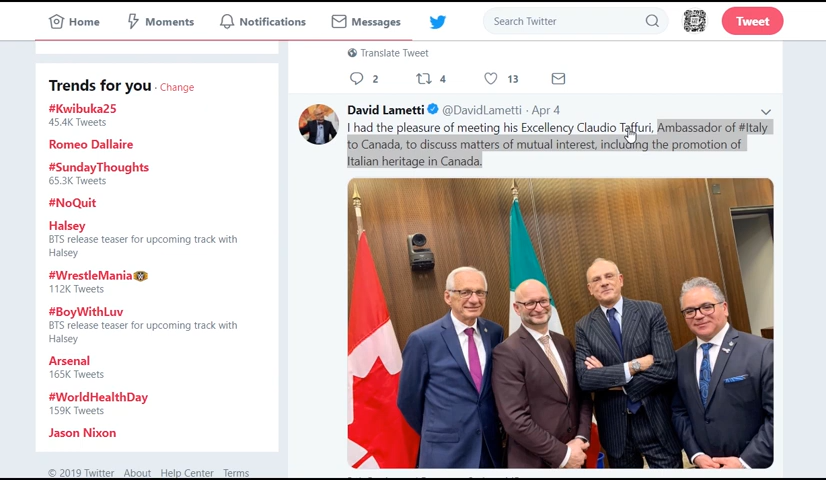 Home Moments Notifications Messages Search Twitter Tweet
Translate Tweet
2 4 13
Trends for you · Change
#Kwibuka25
45.4K Tweets
Romeo Dallaire
#SundayThoughts
65.3K Tweets
#NoQuit
Halsey
BTS release teaser for upcoming track with
Halsey
#WrestleMania
112K Tweets
#BoyWithLuv
BTS release teaser for upcoming track with
Halsey
Arsenal
165K Tweets
#WorldHealthDay
159K Tweets
Jason Nixon
© 2019 Twitter About Help Center Terms
David Lametti @DavidLametti · Apr 4
I had the pleasure of meeting his Excellency Claudio Taffuri, Ambassador of #Italy
to Canada, to discuss matters of mutual interest, including the promotion of
Italian heritage in Canada.